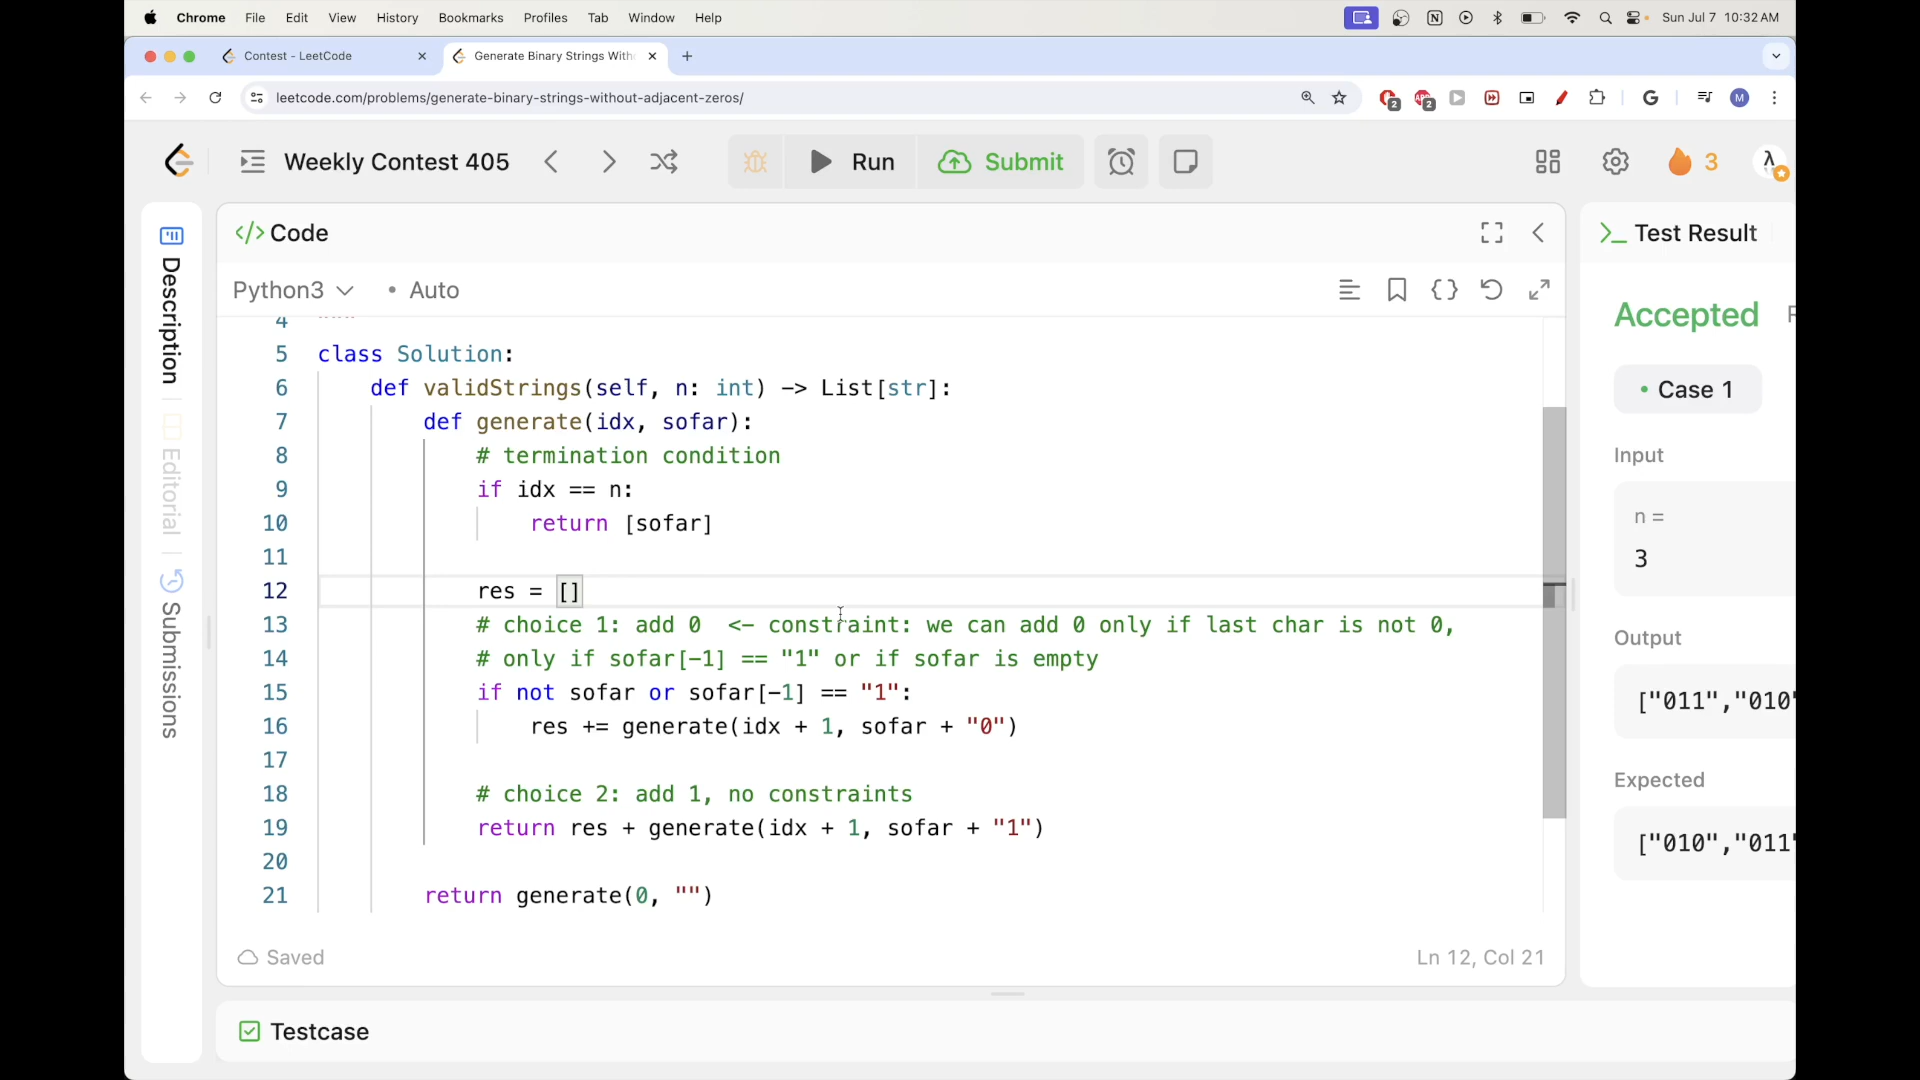 Chrome File Edit View History Bookmarks Profiles Tab Window Help Sun Jul 7 10:32 AM
Contest - LeetCode Generate Binary Strings With
leetcode.com/problems/generate-binary-strings-without-adjacent-zeros/ 2 2 G M
Weekly Contest 405 Run Submit 3
Description
Editorial
Submissions
</> Code
Python3 • Auto
4 """
5 class Solution:
6 def validStrings(self, n: int) -> List[str]:
7 def generate(idx, sofar):
8 # termination condition
9 if idx == n:
10 return [sofar]
11
12 res = []
13 # choice 1: add 0 <- constraint: we can add 0 only if last char is not 0,
14 # only if sofar[-1] == "1" or if sofar is empty
15 if not sofar or sofar[-1] == "1":
16 res += generate(idx + 1, sofar + "0")
17
18 # choice 2: add 1, no constraints
19 return res + generate(idx + 1, sofar + "1")
20
21 return generate(0, "")
Saved Ln 12, Col 21
Testcase
>_ Test Result
Accepted
• Case 1
Input
n =
3
Output
["011","010"
Expected
["010","011"